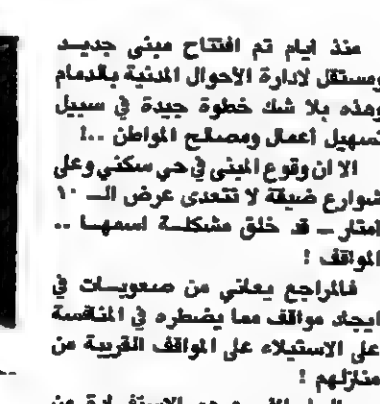 منذ ايام تم افتتاح مبنى جديد
ومستقل لادارة الأحوال المدنية بالدمام
وهذه بلا شك خطوة جيدة في سبيل
تسهيل أعمال ومصالح المواطن ..!
الا ان وقوع المبنى في حي سكني وعلى
شوارع ضيقة لا تتعدى عرض الـ ١٠
أمتار ـ قد خلق مشكلة اسمها ..
المواقف !
فالمراجع يعاني من صعوبات في
ايجاد مواقف مما يضطره في المنافسة
على الاستيلاء على المواقف القريبة من
منازلهم !